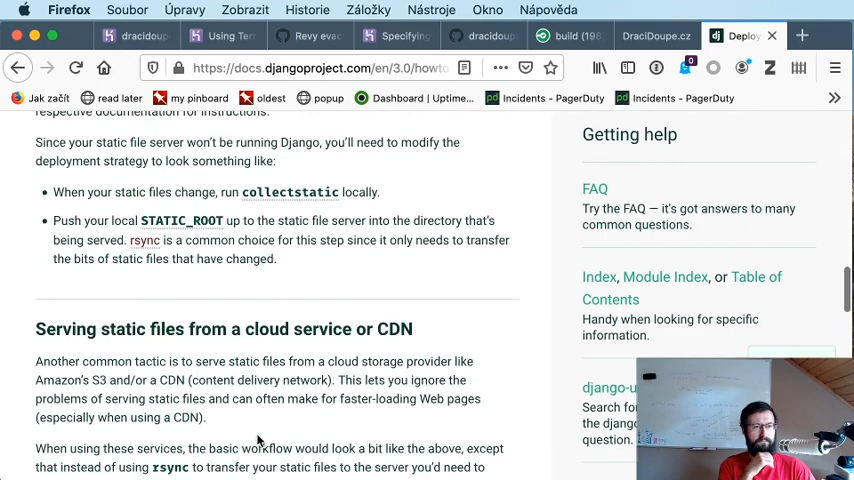 Firefox Soubor Úpravy Zobrazit Historie Záložky Nástroje Okno Nápověda
dracidoup Using Ter Revy evac Specifying dracidoup build (198 DraciDoupe.cz Deploy
https://docs.djangoproject.com/en/3.0/howto
Jak začít read later my pinboard oldest popup Dashboard | Uptime... Incidents - PagerDuty Incidents - PagerDuty
respective documentation for instructions.
Since your static file server won't be running Django, you'll need to modify the
deployment strategy to look something like:
• When your static files change, run collectstatic locally.
• Push your local STATIC_ROOT up to the static file server into the directory that's
being served. rsync is a common choice for this step since it only needs to transfer
the bits of static files that have changed.
Serving static files from a cloud service or CDN
Another common tactic is to serve static files from a cloud storage provider like
Amazon's S3 and/or a CDN (content delivery network). This lets you ignore the
problems of serving static files and can often make for faster-loading Web pages
(especially when using a CDN).
When using these services, the basic workflow would look a bit like the above, except
that instead of using rsync to transfer your static files to the server you'd need to
Getting help
FAQ
Try the FAQ — it's got answers to many
common questions.
Index, Module Index, or Table of
Contents
Handy when looking for specific
information.
django-u
Search fo
the djang
question.